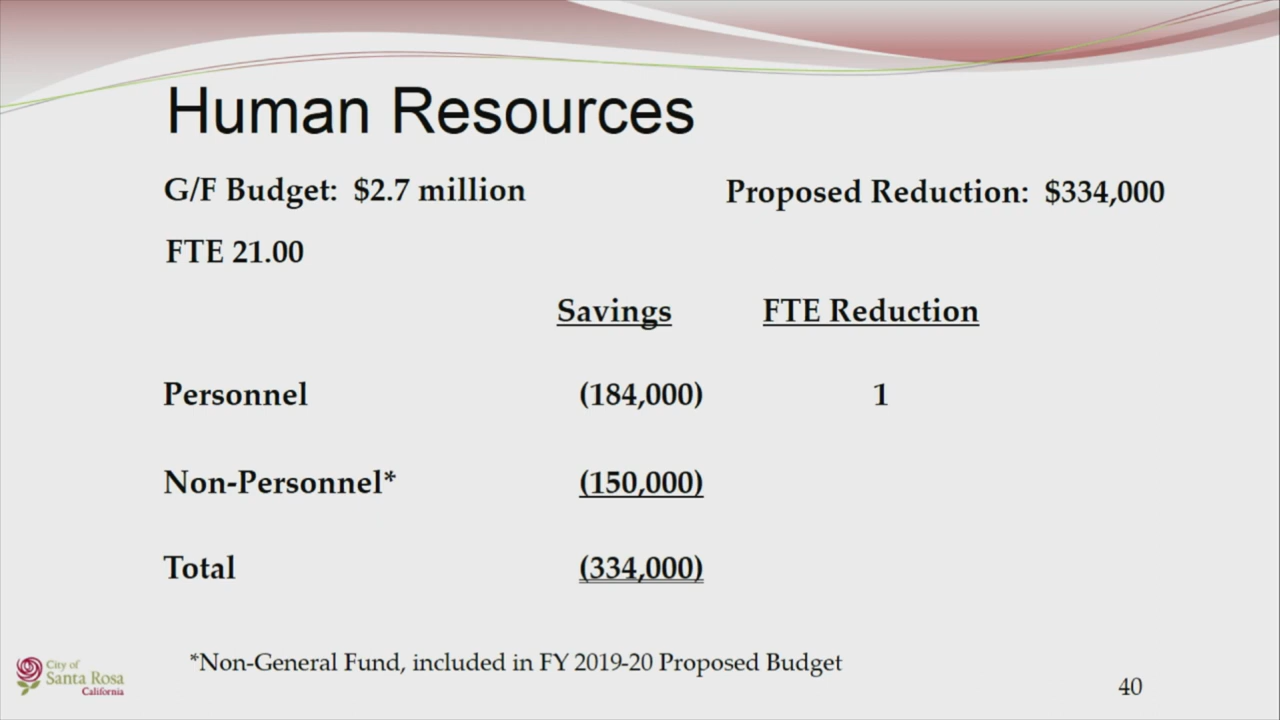 Human Resources
G/F Budget: $2.7 million Proposed Reduction: $334,000
FTE 21.00
Savings FTE Reduction
Personnel (184,000) 1
Non-Personnel* (150,000)
Total (334,000)
*Non-General Fund, included in FY 2019-20 Proposed Budget
City of
Santa Rosa
California
40